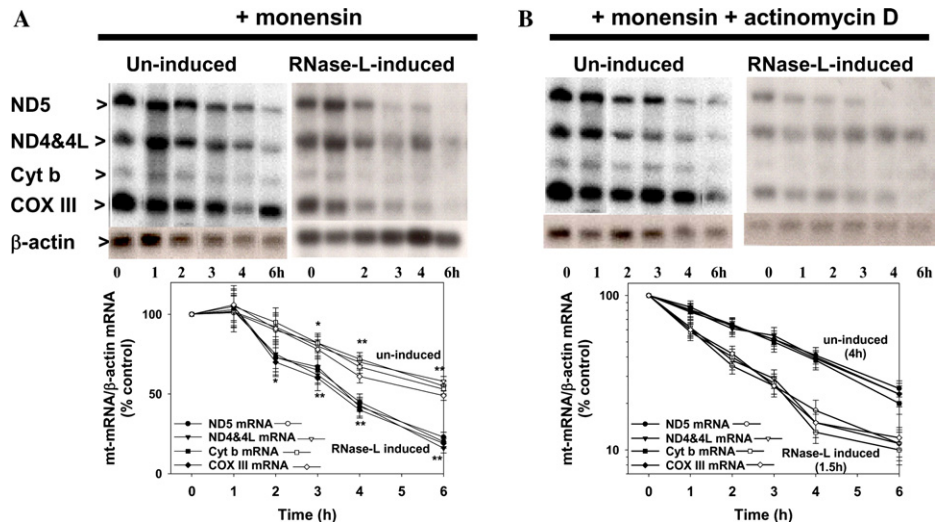 A
+ monensin
Un-induced
RNase-L-induced
ND5 >
ND4&4L >
Cyt b >
COX III >
β-actin >
0 1 2 3 4 6h 0 2 3 4 6h
mt-mRNA/β-actin mRNA
(% control)
100
50
0
*
**
**
*
**
**
**
un-induced
RNase-L induced
ND5 mRNA
ND4&4L mRNA
Cyt b mRNA
COX III mRNA
0 1 2 3 4 5 6
Time (h)
B
+ monensin + actinomycin D
Un-induced
RNase-L-induced
0 1 2 3 4 6h 0 1 2 3 4 6h
mt-mRNA/β-actin mRNA
(% control)
100
10
un-induced
(4h)
RNase-L induced
(1.5h)
ND5 mRNA
ND4&4L mRNA
Cyt b mRNA
COX III mRNA
0 1 2 3 4 5 6
Time (h)